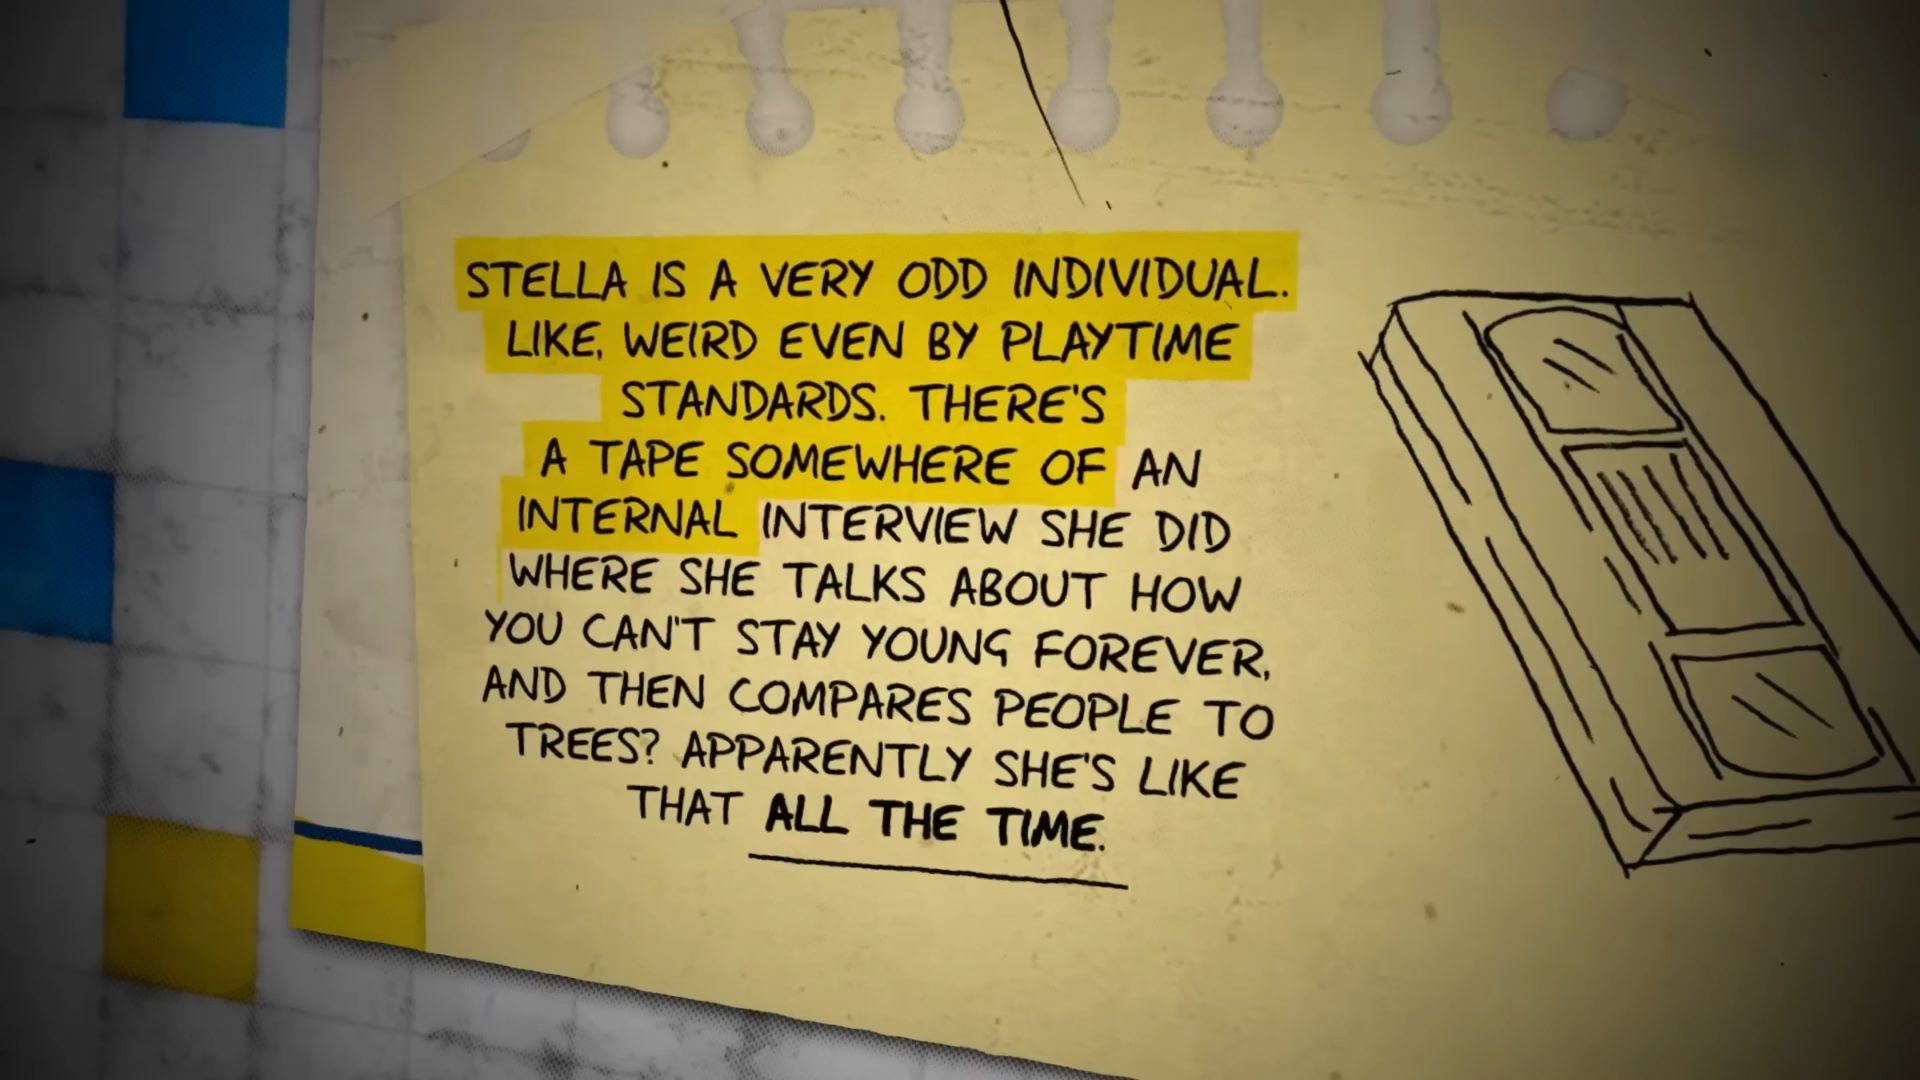 STELLA IS A VERY ODD INDIVIDUAL.
LIKE, WEIRD EVEN BY PLAYTIME
STANDARDS. THERE'S
A TAPE SOMEWHERE OF AN
INTERNAL INTERVIEW SHE DID
WHERE SHE TALKS ABOUT HOW
YOU CAN'T STAY YOUNG FOREVER,
AND THEN COMPARES PEOPLE TO
TREES? APPARENTLY SHE'S LIKE
THAT ALL THE TIME.